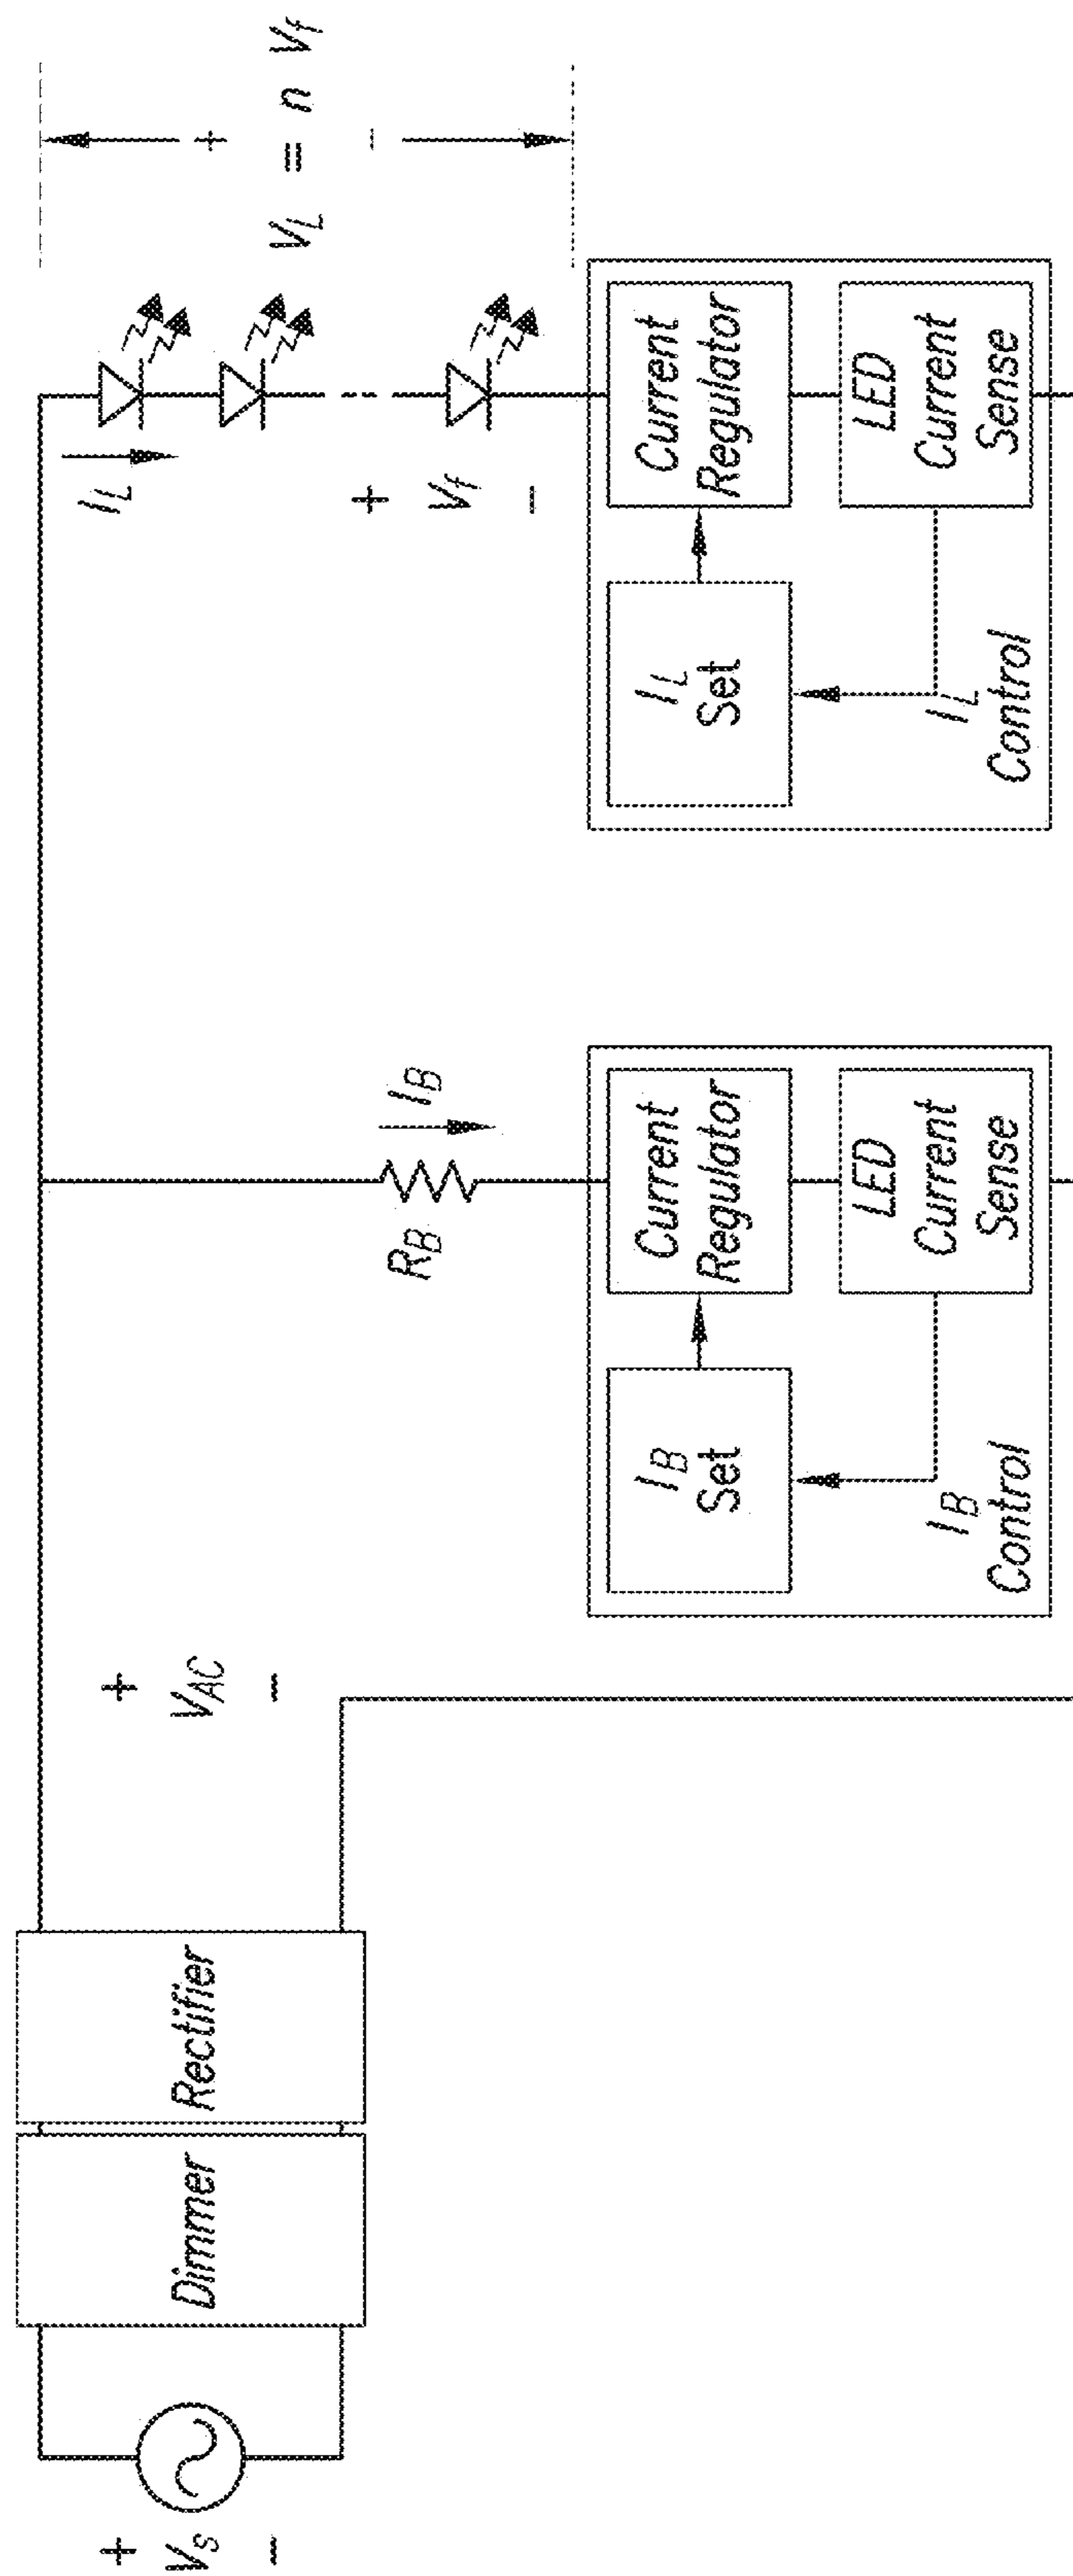 +
V_S
−
Dimmer
Rectifier
+
V_AC
−
R_B
I_B
I_B
Set
Current
Regulator
LED
Current
Sense
I_B
Control
I_L
+
V_f
−
+
V_L = n V_f
−
I_L
Set
Current
Regulator
LED
Current
Sense
I_L
Control